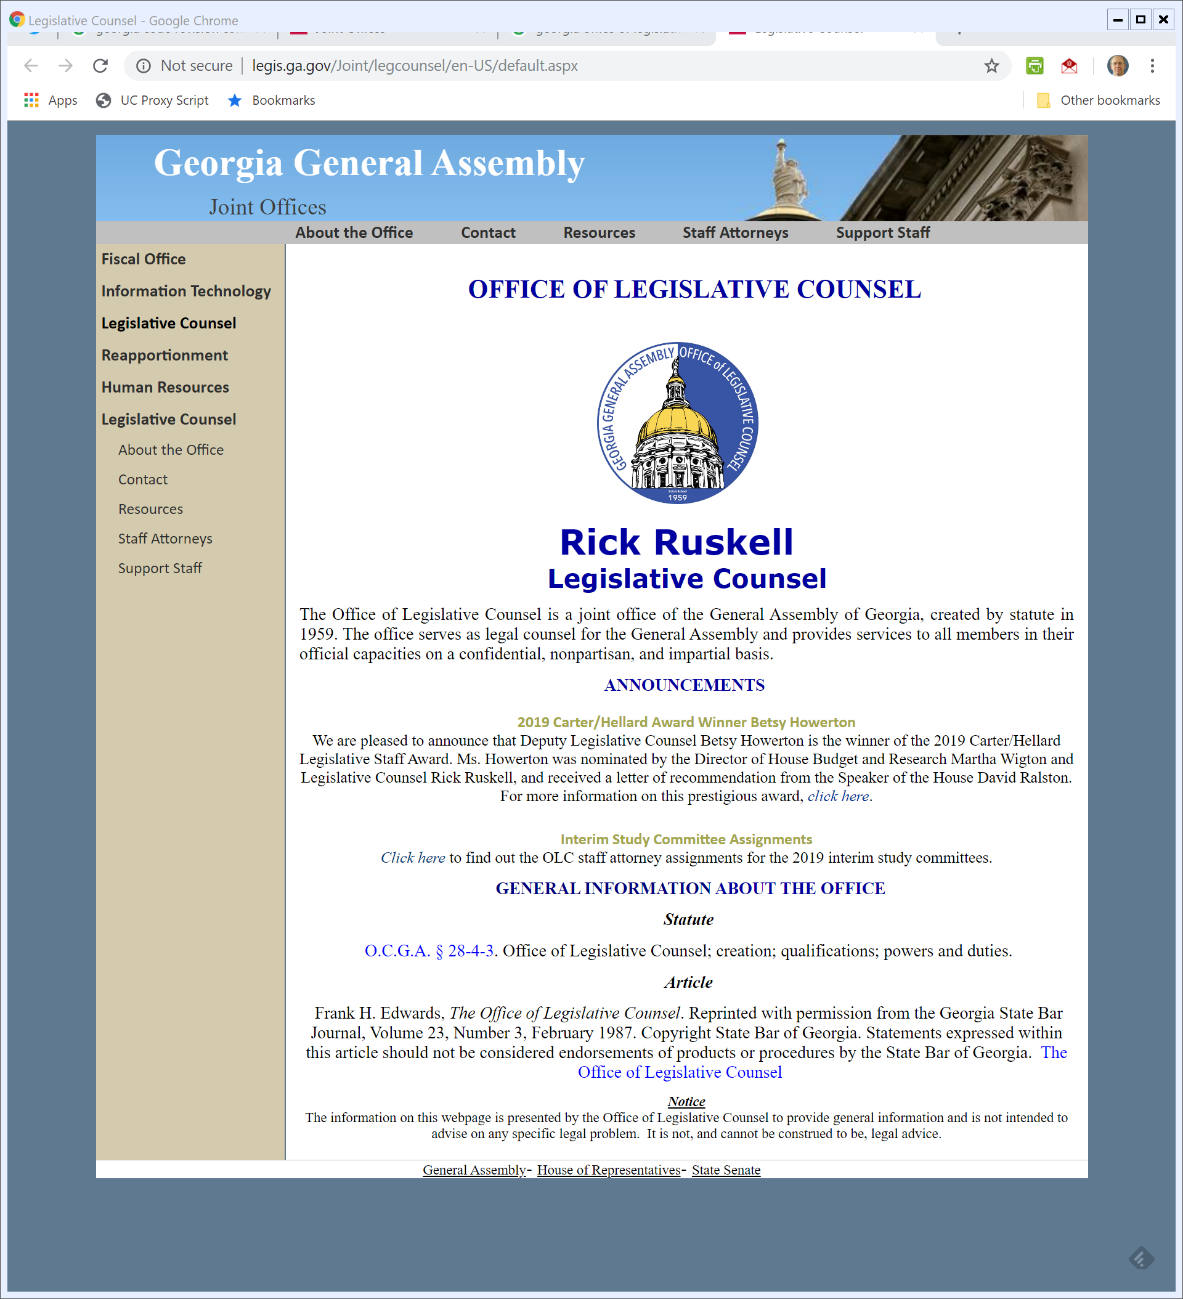 Legislative Counsel - Google Chrome
Not secure | legis.ga.gov/Joint/legcounsel/en-US/default.aspx
Apps UC Proxy Script Bookmarks Other bookmarks
Georgia General Assembly
Joint Offices
About the Office Contact Resources Staff Attorneys Support Staff
Fiscal Office
Information Technology
Legislative Counsel
Reapportionment
Human Resources
Legislative Counsel
About the Office
Contact
Resources
Staff Attorneys
Support Staff
OFFICE OF LEGISLATIVE COUNSEL
GEORGIA GENERAL ASSEMBLY OFFICE of LEGISLATIVE COUNSEL
1959
Rick Ruskell
Legislative Counsel
The Office of Legislative Counsel is a joint office of the General Assembly of Georgia, created by statute in
1959. The office serves as legal counsel for the General Assembly and provides services to all members in their
official capacities on a confidential, nonpartisan, and impartial basis.
ANNOUNCEMENTS
2019 Carter/Hellard Award Winner Betsy Howerton
We are pleased to announce that Deputy Legislative Counsel Betsy Howerton is the winner of the 2019 Carter/Hellard
Legislative Staff Award. Ms. Howerton was nominated by the Director of House Budget and Research Martha Wigton and
Legislative Counsel Rick Ruskell, and received a letter of recommendation from the Speaker of the House David Ralston.
For more information on this prestigious award, click here.
Interim Study Committee Assignments
Click here to find out the OLC staff attorney assignments for the 2019 interim study committees.
GENERAL INFORMATION ABOUT THE OFFICE
Statute
O.C.G.A. § 28-4-3. Office of Legislative Counsel; creation; qualifications; powers and duties.
Article
Frank H. Edwards, The Office of Legislative Counsel. Reprinted with permission from the Georgia State Bar
Journal, Volume 23, Number 3, February 1987. Copyright State Bar of Georgia. Statements expressed within
this article should not be considered endorsements of products or procedures by the State Bar of Georgia. The
Office of Legislative Counsel
Notice
The information on this webpage is presented by the Office of Legislative Counsel to provide general information and is not intended to
advise on any specific legal problem. It is not, and cannot be construed to be, legal advice.
General Assembly- House of Representatives- State Senate